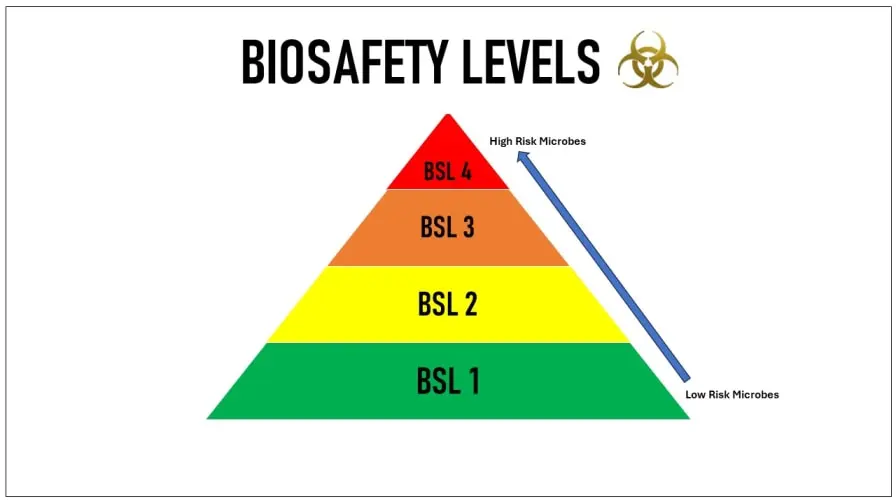 BIOSAFETY LEVELS
High Risk Microbes
BSL 4
BSL 3
BSL 2
BSL 1
Low Risk Microbes